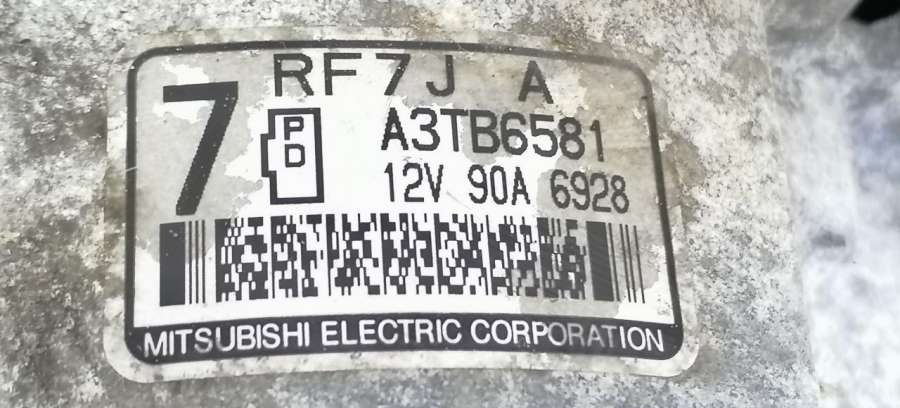 RF7J A
7
P
D
A3TB6581
12V 90A 6928
MITSUBISHI ELECTRIC CORPORATION